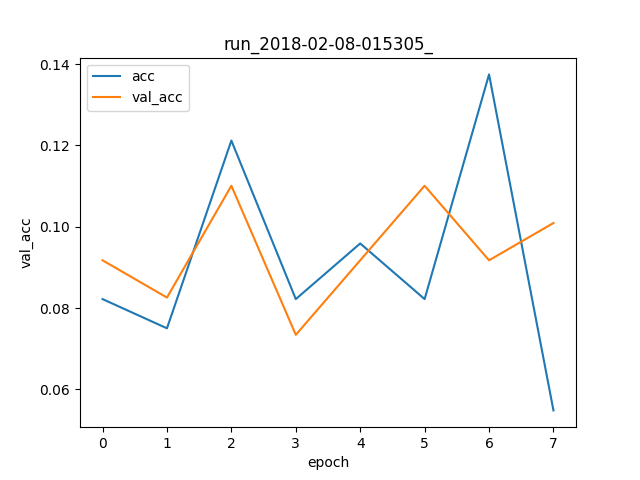 run_2018-02-08-015305_
acc
val_acc
0.14
0.12
0.10
0.08
0.06
val_acc
0 1 2 3 4 5 6 7
epoch